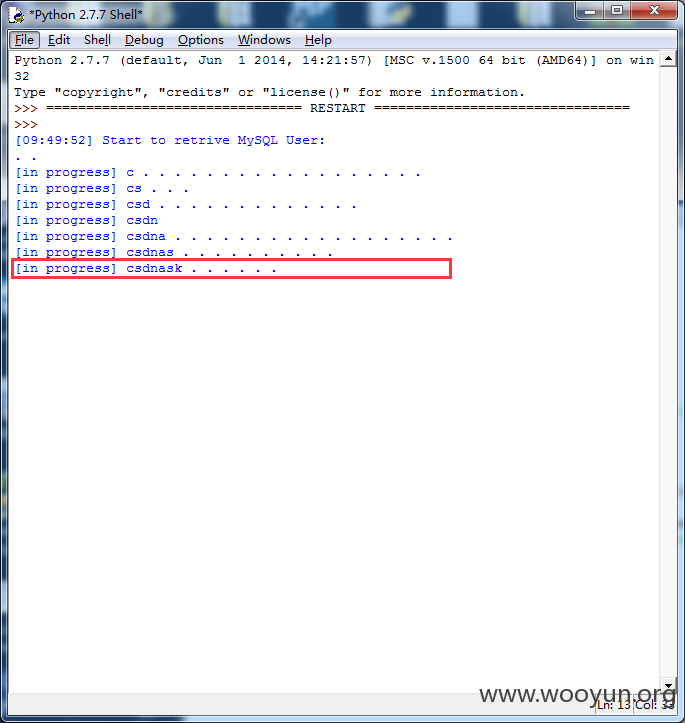 *Python 2.7.7 Shell*
File Edit Shell Debug Options Windows Help
Python 2.7.7 (default, Jun  1 2014, 14:21:57) [MSC v.1500 64 bit (AMD64)] on win
32
Type "copyright", "credits" or "license()" for more information.
>>> ================================ RESTART ================================
>>>
[09:49:52] Start to retrive MySQL User:
. .
[in progress] c . . . . . . . . . . . . . . . . . . .
[in progress] cs . . .
[in progress] csd . . . . . . . . . . . . .
[in progress] csdn
[in progress] csdna . . . . . . . . . . . . . . . . . .
[in progress] csdnas . . . . . . . . . .
[in progress] csdnask . . . . . .
www.wooyun.org
Ln: 13 Col: 33